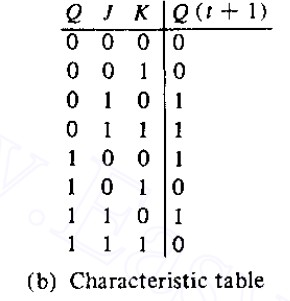 Q J K Q (t + 1)
0 0 0 0
0 0 1 0
0 1 0 1
0 1 1 1
1 0 0 1
1 0 1 0
1 1 0 1
1 1 1 0
(b) Characteristic table